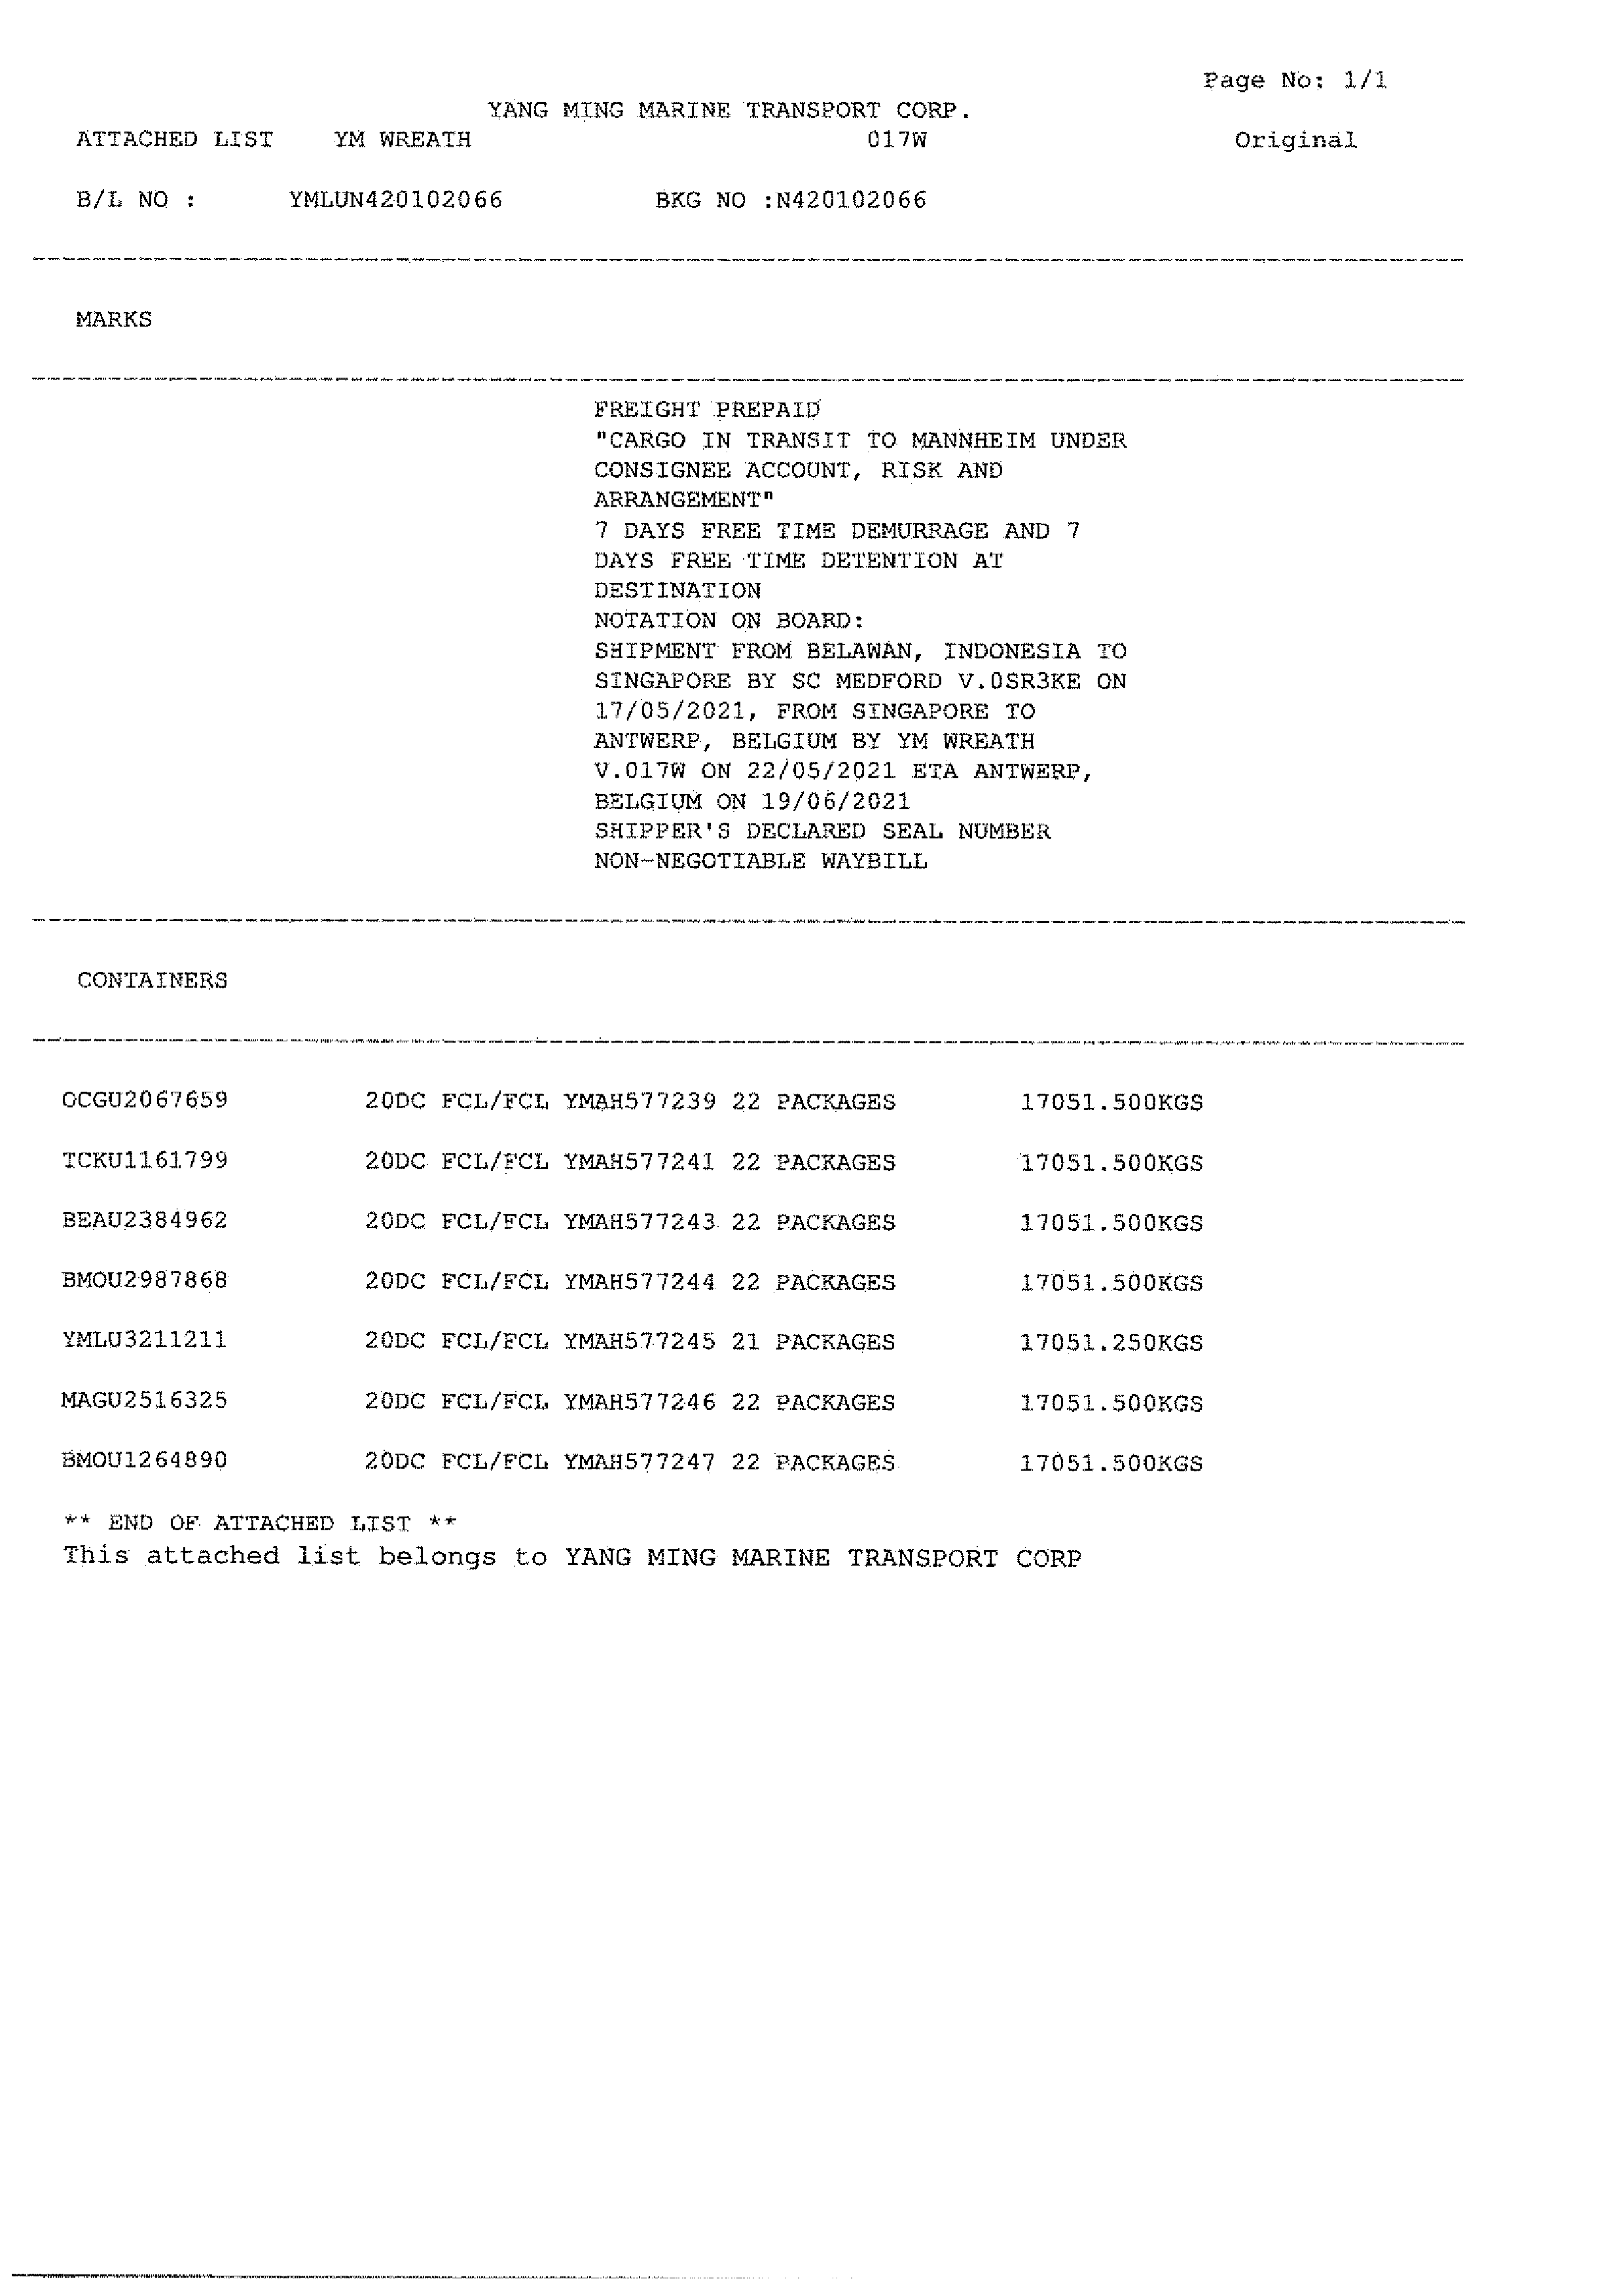 Page No: 1/1
YANG MING MARINE TRANSPORT CORP.
ATTACHED LIST YM WREATH 017W Original
B/L NO : YMLUN420102066 BKG NO :N420102066
MARKS
FREIGHT PREPAID
"CARGO IN TRANSIT TO MANNHEIM UNDER
CONSIGNEE ACCOUNT, RISK AND
ARRANGEMENT"
7 DAYS FREE TIME DEMURRAGE AND 7
DAYS FREE TIME DETENTION AT
DESTINATION
NOTATION ON BOARD:
SHIPMENT FROM BELAWAN, INDONESIA TO
SINGAPORE BY SC MEDFORD V.0SR3KE ON
17/05/2021, FROM SINGAPORE TO
ANTWERP, BELGIUM BY YM WREATH
V.017W ON 22/05/2021 ETA ANTWERP,
BELGIUM ON 19/06/2021
SHIPPER'S DECLARED SEAL NUMBER
NON-NEGOTIABLE WAYBILL
CONTAINERS
OCGU2067659 20DC FCL/FCL YMAH577239 22 PACKAGES 17051.500KGS
TCKU1161799 20DC FCL/FCL YMAH577241 22 PACKAGES 17051.500KGS
BEAU2384962 20DC FCL/FCL YMAH577243 22 PACKAGES 17051.500KGS
BMOU2987868 20DC FCL/FCL YMAH577244 22 PACKAGES 17051.500KGS
YMLU3211211 20DC FCL/FCL YMAH577245 21 PACKAGES 17051.250KGS
MAGU2516325 20DC FCL/FCL YMAH577246 22 PACKAGES 17051.500KGS
BMOU1264890 20DC FCL/FCL YMAH577247 22 PACKAGES 17051.500KGS
** END OF ATTACHED LIST **
This attached list belongs to YANG MING MARINE TRANSPORT CORP